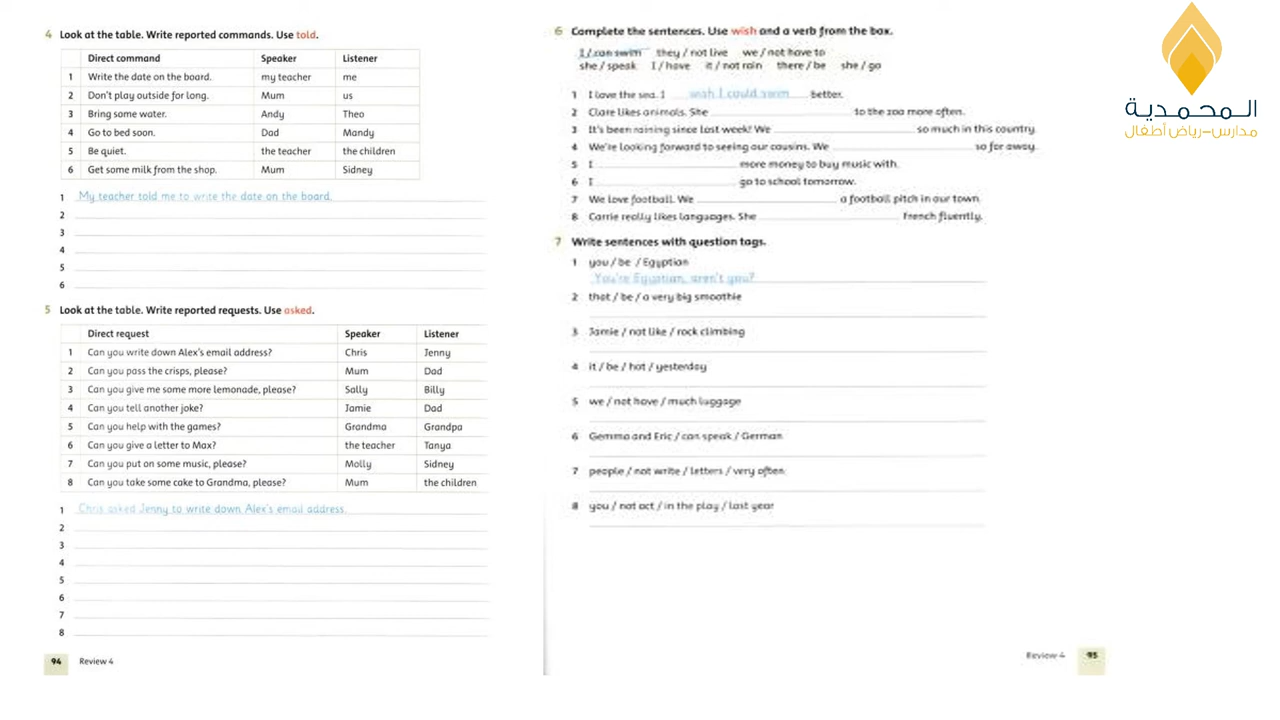 4 Look at the table. Write reported commands. Use told.
Direct command Speaker Listener
1 Write the date on the board. my teacher me
2 Don't play outside for long. Mum us
3 Bring some water. Andy Theo
4 Go to bed soon. Dad Mandy
5 Be quiet. the teacher the children
6 Get some milk from the shop. Mum Sidney
1 My teacher told me to write the date on the board.
2
3
4
5
6
5 Look at the table. Write reported requests. Use asked.
Direct request Speaker Listener
1 Can you write down Alex's email address? Chris Jenny
2 Can you pass the crisps, please? Mum Dad
3 Can you give me some more lemonade, please? Sally Billy
4 Can you tell another joke? Jamie Dad
5 Can you help with the games? Grandma Grandpa
6 Can you give a letter to Max? the teacher Tanya
7 Can you put on some music, please? Molly Sidney
8 Can you take some cake to Grandma, please? Mum the children
1 Chris asked Jenny to write down Alex's email address.
2
3
4
5
6
7
8
94 Review 4
6 Complete the sentences. Use wish and a verb from the box.
I / can swim they / not live we / not have to
she / speak I / have it / not rain there / be she / go
1 I love the sea. I wish I could swim better.
2 Clare likes animals. She to the zoo more often.
3 It's been raining since last week! We so much in this country.
4 We're looking forward to seeing our cousins. We so far away.
5 I more money to buy music with.
6 I go to school tomorrow.
7 We love football. We a football pitch in our town.
8 Carrie really likes languages. She French fluently.
7 Write sentences with question tags.
1 you / be / Egyptian
You're Egyptian, aren't you?
2 that / be / a very big smoothie
3 Jamie / not like / rock climbing
4 it / be / hot / yesterday
5 we / not have / much luggage
6 Gemma and Eric / can speak / German
7 people / not write / letters / very often
8 you / not act / in the play / last year
Review 4 95
المحمدية
مدارس-رياض أطفال